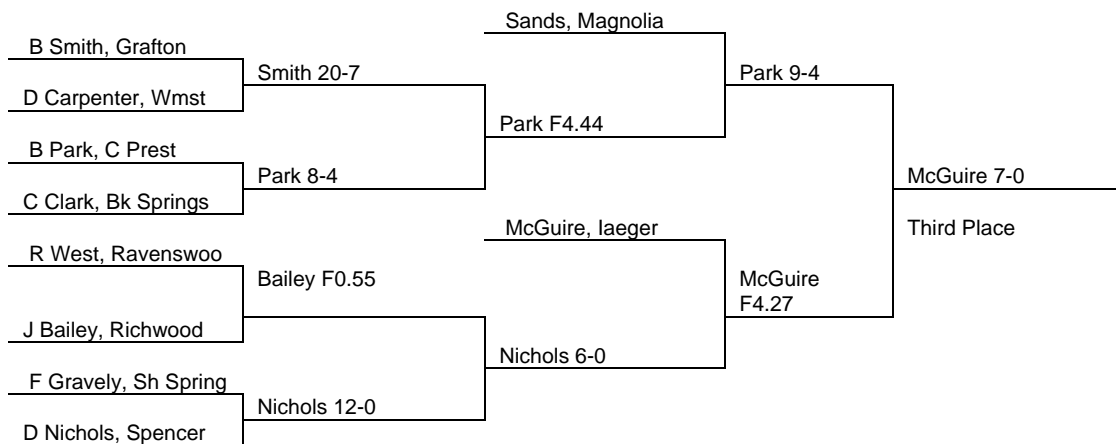 Sands, Magnolia
B Smith, Grafton
Smith 20-7
Park 9-4
D Carpenter, Wmst
Park F4.44
B Park, C Prest
Park 8-4
McGuire 7-0
C Clark, Bk Springs
McGuire, Iaeger
Third Place
R West, Ravenswoo
Bailey F0.55
McGuire
F4.27
J Bailey, Richwood
Nichols 6-0
F Gravely, Sh Spring
Nichols 12-0
D Nichols, Spencer